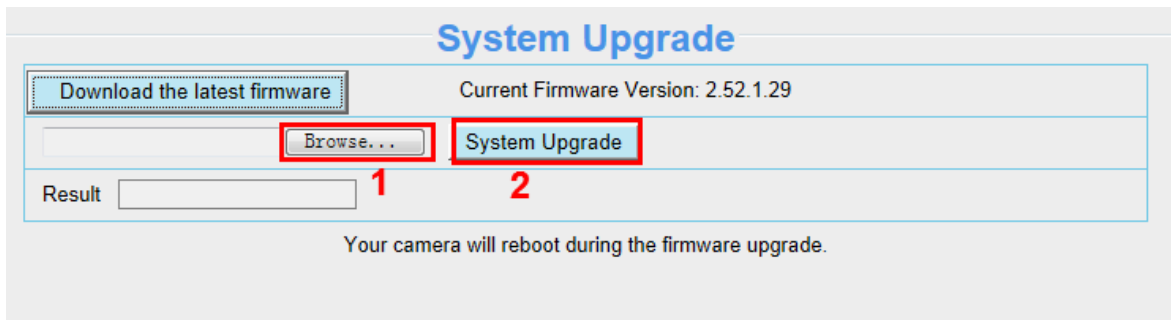 System Upgrade
Download the latest firmware Current Firmware Version: 2.52.1.29
Browse... System Upgrade
1 2
Result
Your camera will reboot during the firmware upgrade.